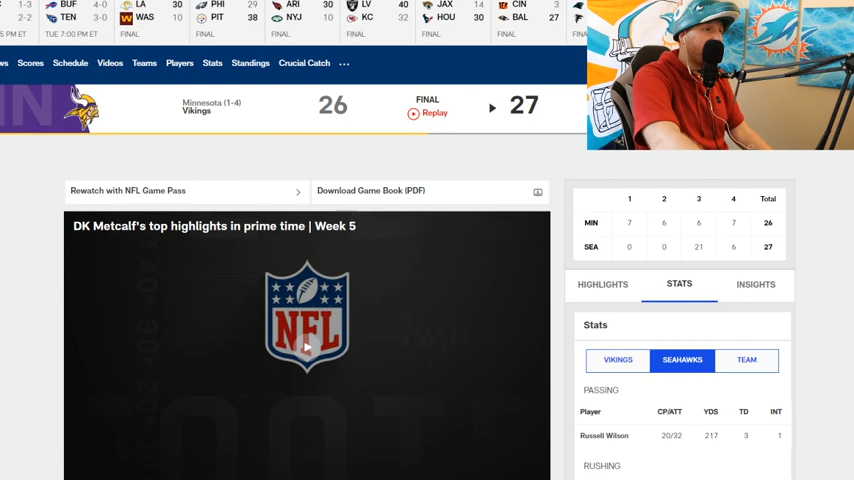 1-3 BUF 4-0 LA 30 PHI 29 ARI 30 LV 40 JAX 14 CIN 3
2-2 TEN 3-0 WAS 10 PIT 38 NYJ 10 KC 32 HOU 30 BAL 27
5 PM ET TUE 7:00 PM ET FINAL FINAL FINAL FINAL FINAL FINAL
ws Scores Schedule Videos Teams Players Stats Standings Crucial Catch ...
IN
Minnesota (1-4)
Vikings
26
FINAL
Replay
27
Rewatch with NFL Game Pass
Download Game Book (PDF)
DK Metcalf's top highlights in prime time | Week 5
NFL
1 2 3 4 Total
MIN 7 6 6 7 26
SEA 0 0 21 6 27
HIGHLIGHTS STATS INSIGHTS
Stats
VIKINGS SEAHAWKS TEAM
PASSING
Player CP/ATT YDS TD INT
Russell Wilson 20/32 217 3 1
RUSHING